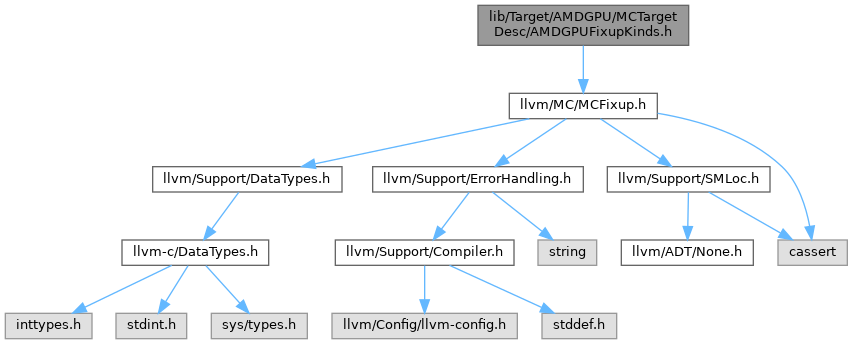 lib/Target/AMDGPU/MCTarget
Desc/AMDGPUFixupKinds.h
llvm/MC/MCFixup.h
llvm/Support/DataTypes.h
llvm/Support/ErrorHandling.h
llvm/Support/SMLoc.h
llvm-c/DataTypes.h
llvm/Support/Compiler.h
string
llvm/ADT/None.h
cassert
inttypes.h
stdint.h
sys/types.h
llvm/Config/llvm-config.h
stddef.h